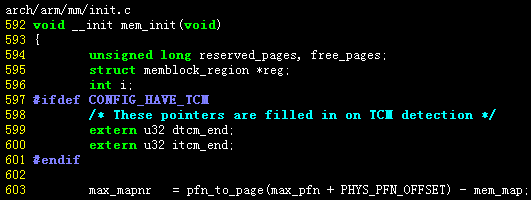 arch/arm/mm/init.c
592 void __init mem_init(void)
593 {
594         unsigned long reserved_pages, free_pages;
595         struct memblock_region *reg;
596         int i;
597 #ifdef CONFIG_HAVE_TCM
598         /* These pointers are filled in on TCM detection */
599         extern u32 dtcm_end;
600         extern u32 itcm_end;
601 #endif
602
603         max_mapnr   = pfn_to_page(max_pfn + PHYS_PFN_OFFSET) - mem_map;